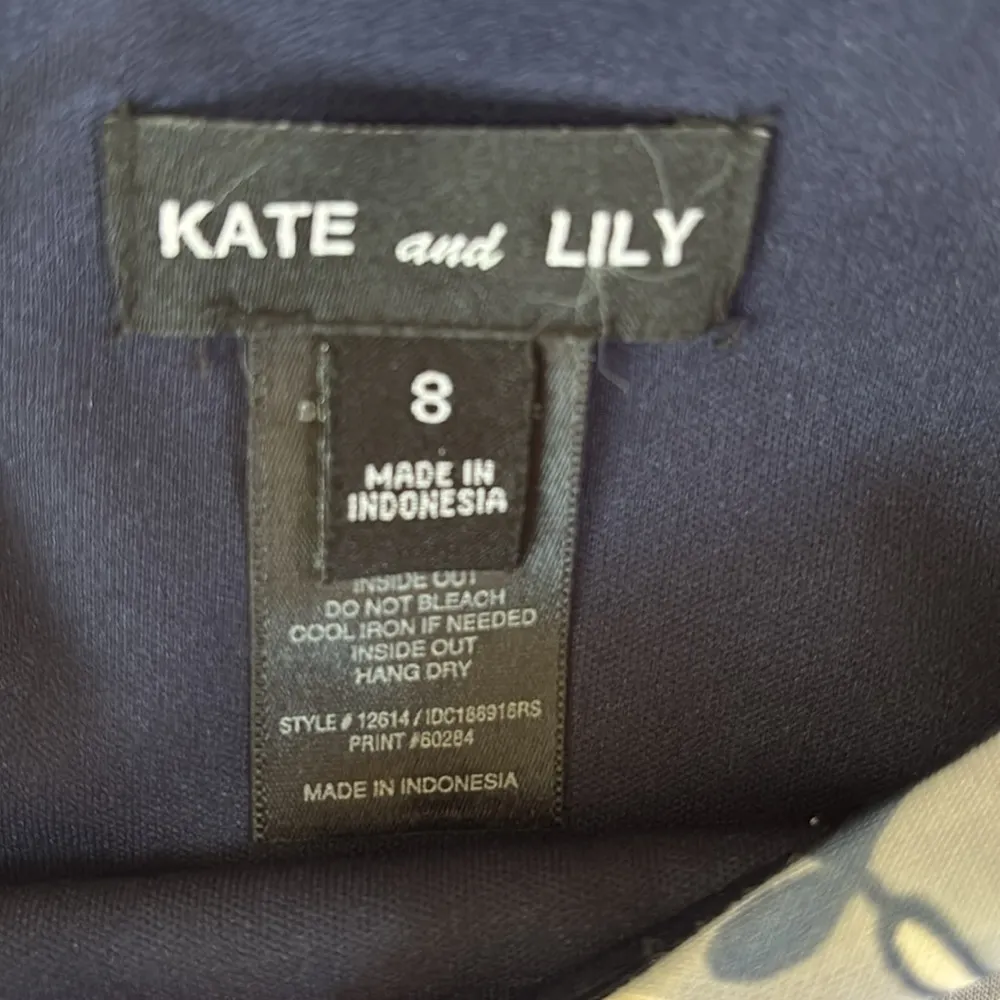 KATE and LILY
8
MADE IN
INDONESIA
INSIDE OUT
DO NOT BLEACH
COOL IRON IF NEEDED
INSIDE OUT
HANG DRY
STYLE # 12614 / IDC186916RS
PRINT #60284
MADE IN INDONESIA